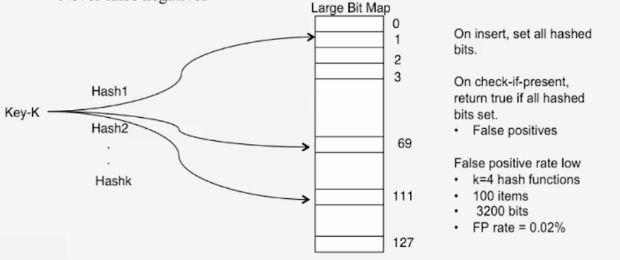 Large Bit Map
0
1
2
3
69
111
127
Key-K
Hash1
Hash2
.
.
Hashk
On insert, set all hashed
bits.
On check-if-present,
return true if all hashed
bits set.
• False positives
False positive rate low
• k=4 hash functions
• 100 items
• 3200 bits
• FP rate = 0.02%